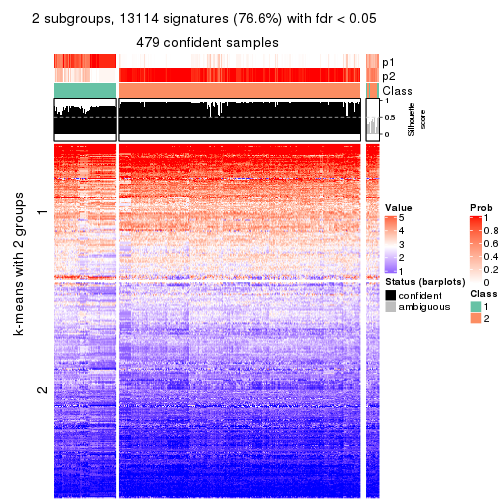 2 subgroups, 13114 signatures (76.6%) with fdr < 0.05
479 confident samples
p1
p2
Class
1
0.5
0
Silhouette
score
k-means with 2 groups
1
2
Value
5
4
3
2
1
Status (barplots)
confident
ambiguous
Prob
1
0.8
0.6
0.4
0.2
0
Class
1
2